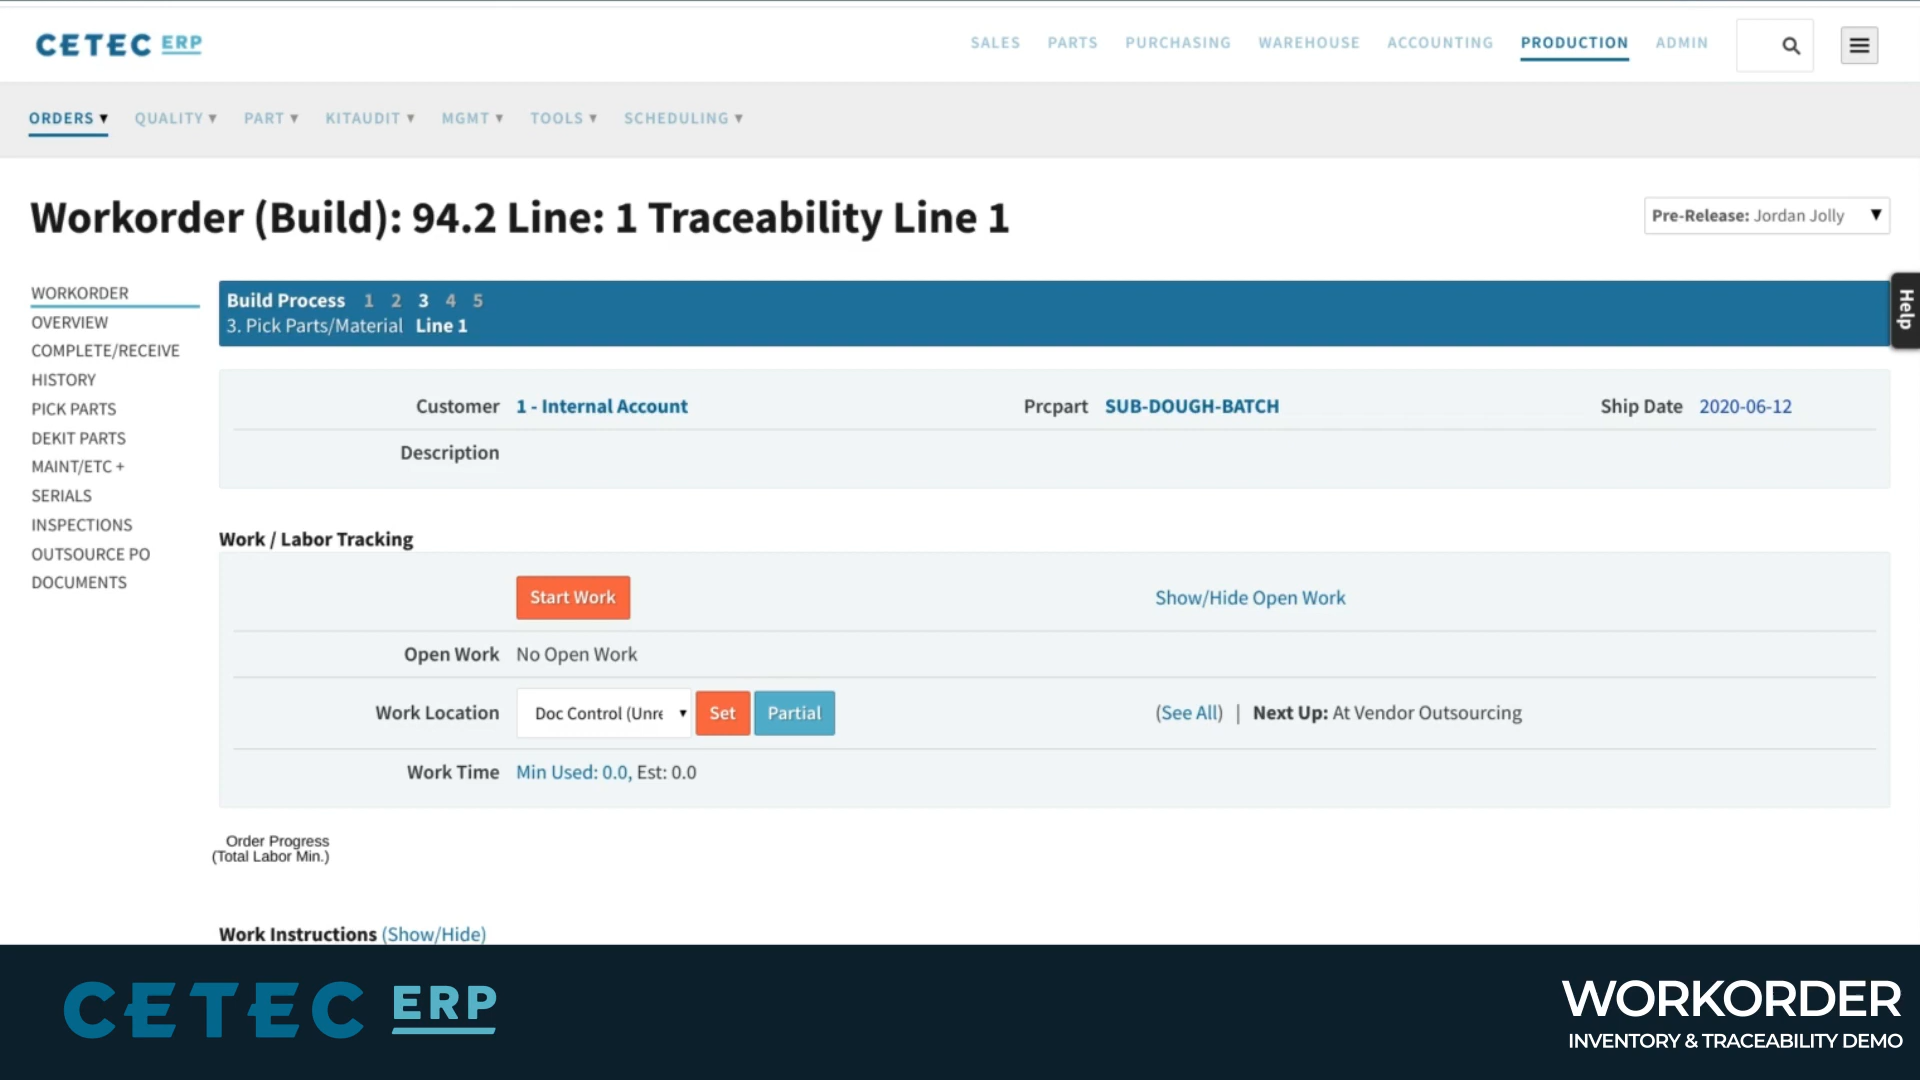 CETEC ERP
SALES PARTS PURCHASING WAREHOUSE ACCOUNTING PRODUCTION ADMIN
ORDERS ▼ QUALITY ▼ PART ▼ KITAUDIT ▼ MGMT ▼ TOOLS ▼ SCHEDULING ▼
Workorder (Build): 94.2 Line: 1 Traceability Line 1
Pre-Release: Jordan Jolly ▼
Help
WORKORDER
OVERVIEW
COMPLETE/RECEIVE
HISTORY
PICK PARTS
DEKIT PARTS
MAINT/ETC +
SERIALS
INSPECTIONS
OUTSOURCE PO
DOCUMENTS
Build Process 1 2 3 4 5
3. Pick Parts/Material Line 1
Customer 1 - Internal Account Prcpart SUB-DOUGH-BATCH Ship Date 2020-06-12
Description
Work / Labor Tracking
Start Work Show/Hide Open Work
Open Work No Open Work
Work Location Doc Control (Unre ▼ Set Partial (See All) | Next Up: At Vendor Outsourcing
Work Time Min Used: 0.0, Est: 0.0
Order Progress
(Total Labor Min.)
Work Instructions (Show/Hide)
CETEC ERP
WORKORDER
INVENTORY & TRACEABILITY DEMO